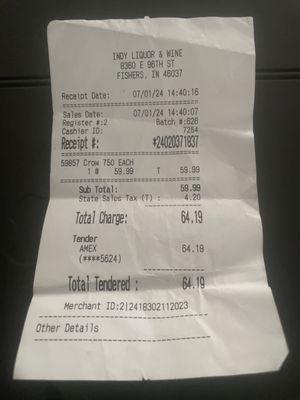 INDY LIQUOR & WINE
8360 E 96TH ST
FISHERS, IN 46037
Receipt Date: 07/01/24 14:40:16
Sales Date: 07/01/24 14:40:07
Register #:2 Batch #:626
Cashier ID: 7254
Receipt #: *24020371837
59857 Crow 750 EACH
1 @ 59.99 T 59.99
Sub Total: 59.99
State Sales Tax (T) : 4.20
Total Charge: 64.19
Tender
AMEX 64.19
(****5624)
Total Tendered : 64.19
Merchant ID:2|2418302112023
Other Details